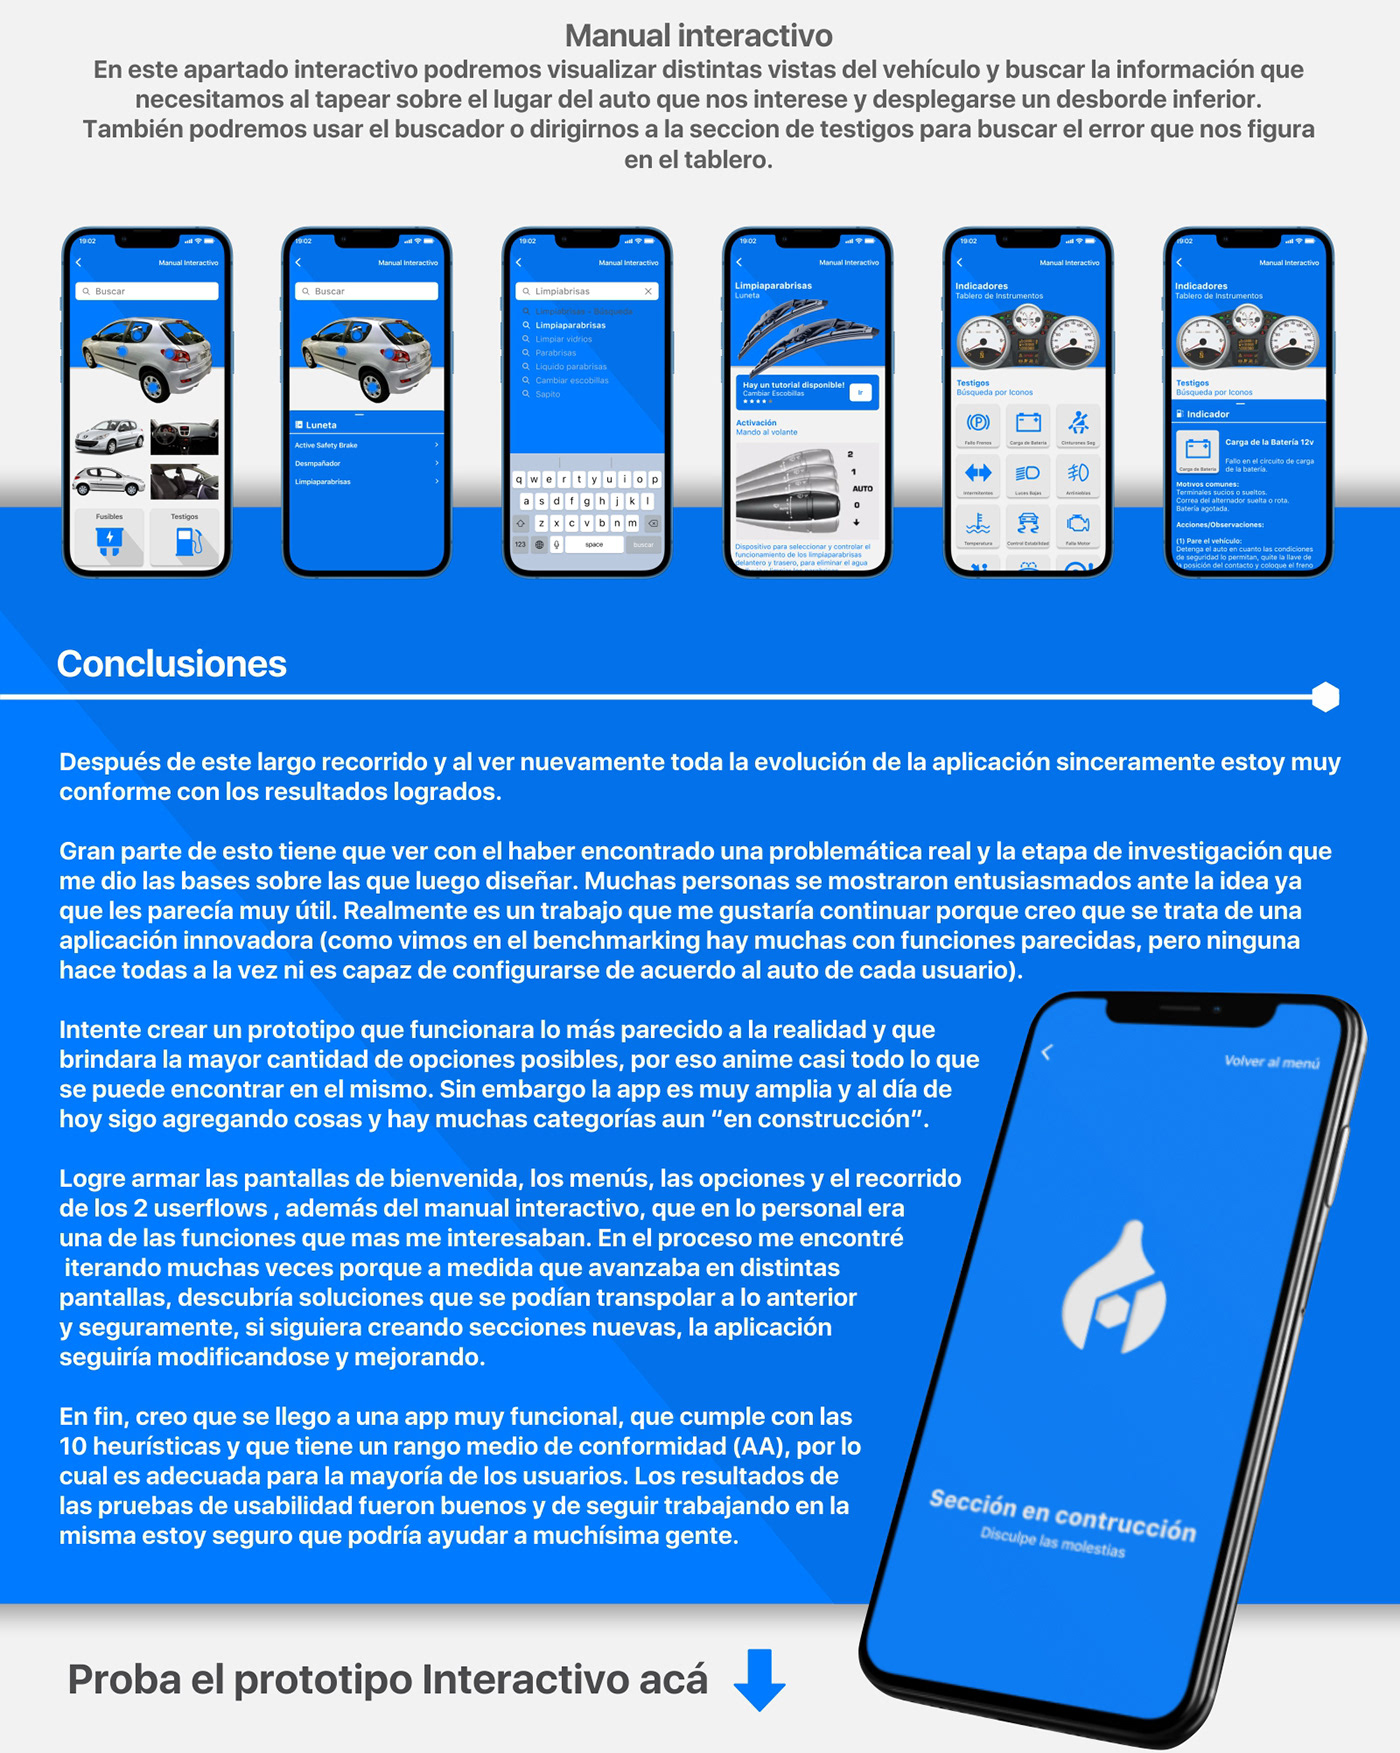 Manual interactivo
En este apartado interactivo podremos visualizar distintas vistas del vehículo y buscar la información que
necesitamos al tapear sobre el lugar del auto que nos interese y desplegarse un desborde inferior.
También podremos usar el buscador o dirigirnos a la seccion de testigos para buscar el error que nos figura
en el tablero.
19:02
Manual Interactivo
Buscar
Fusibles
Testigos
19:02
Manual Interactivo
Buscar
Luneta
Active Safety Brake
Desmpañador
Limpiaparabrisas
19:02
Manual Interactivo
Limpiabrisas
Limpiabrisas - Búsqueda
Limpiaparabrisas
Limpiar vidrios
Parabrisas
Liquido parabrisas
Cambiar escobillas
Sapito
q w e r t y u i o p
a s d f g h j k l
z x c v b n m
123 space Buscar
19:02
Manual Interactivo
Limpiaparabrisas
Luneta
Hay un tutorial disponible!
Cambiar Escobillas
Ir
Activación
Mando al volante
2
1
AUTO
0
Dispositivo para seleccionar y controlar el
funcionamiento de los limpiaparabrisas
delantero y trasero, para eliminar el agua
19:02
Manual Interactivo
Indicadores
Tablero de Instrumentos
Testigos
Búsqueda por Iconos
Fallo Frenos
Carga de Batería
Cinturones Seg
Intermitentes
Luces Bajas
Antiniebla
Temperatura
Control Estabilidad
Falla Motor
19:02
Manual Interactivo
Indicadores
Tablero de Instrumentos
Testigos
Búsqueda por Iconos
Indicador
Carga de Batería
Carga de la Batería 12v
Fallo en el circuito de carga
de la batería.
Motivos comunes:
Terminales sucios o sueltos.
Correa del alternador suelta o rota.
Batería agotada.
Acciones/Observaciones:
(1) Pare el vehículo:
Detenga el auto en cuanto las condiciones
de seguridad lo permitan, quite la llave de
la posición del contacto y coloque el freno
Conclusiones
Después de este largo recorrido y al ver nuevamente toda la evolución de la aplicación sinceramente estoy muy
conforme con los resultados logrados.
Gran parte de esto tiene que ver con el haber encontrado una problemática real y la etapa de investigación que
me dio las bases sobre las que luego diseñar. Muchas personas se mostraron entusiasmados ante la idea ya
que les parecía muy útil. Realmente es un trabajo que me gustaría continuar porque creo que se trata de una
aplicación innovadora (como vimos en el benchmarking hay muchas con funciones parecidas, pero ninguna
hace todas a la vez ni es capaz de configurarse de acuerdo al auto de cada usuario).
Intente crear un prototipo que funcionara lo más parecido a la realidad y que
brindara la mayor cantidad de opciones posibles, por eso anime casi todo lo que
se puede encontrar en el mismo. Sin embargo la app es muy amplia y al día de
hoy sigo agregando cosas y hay muchas categorías aun “en construcción”.
Logre armar las pantallas de bienvenida, los menús, las opciones y el recorrido
de los 2 userflows , además del manual interactivo, que en lo personal era
una de las funciones que mas me interesaban. En el proceso me encontré
iterando muchas veces porque a medida que avanzaba en distintas
pantallas, descubría soluciones que se podían transpolar a lo anterior
y seguramente, si siguiera creando secciones nuevas, la aplicación
seguiría modificandose y mejorando.
En fin, creo que se llego a una app muy funcional, que cumple con las
10 heurísticas y que tiene un rango medio de conformidad (AA), por lo
cual es adecuada para la mayoría de los usuarios. Los resultados de
las pruebas de usabilidad fueron buenos y de seguir trabajando en la
misma estoy seguro que podría ayudar a muchísima gente.
Volver al menú
Sección en contrucción
Disculpe las molestias
Proba el prototipo Interactivo acá